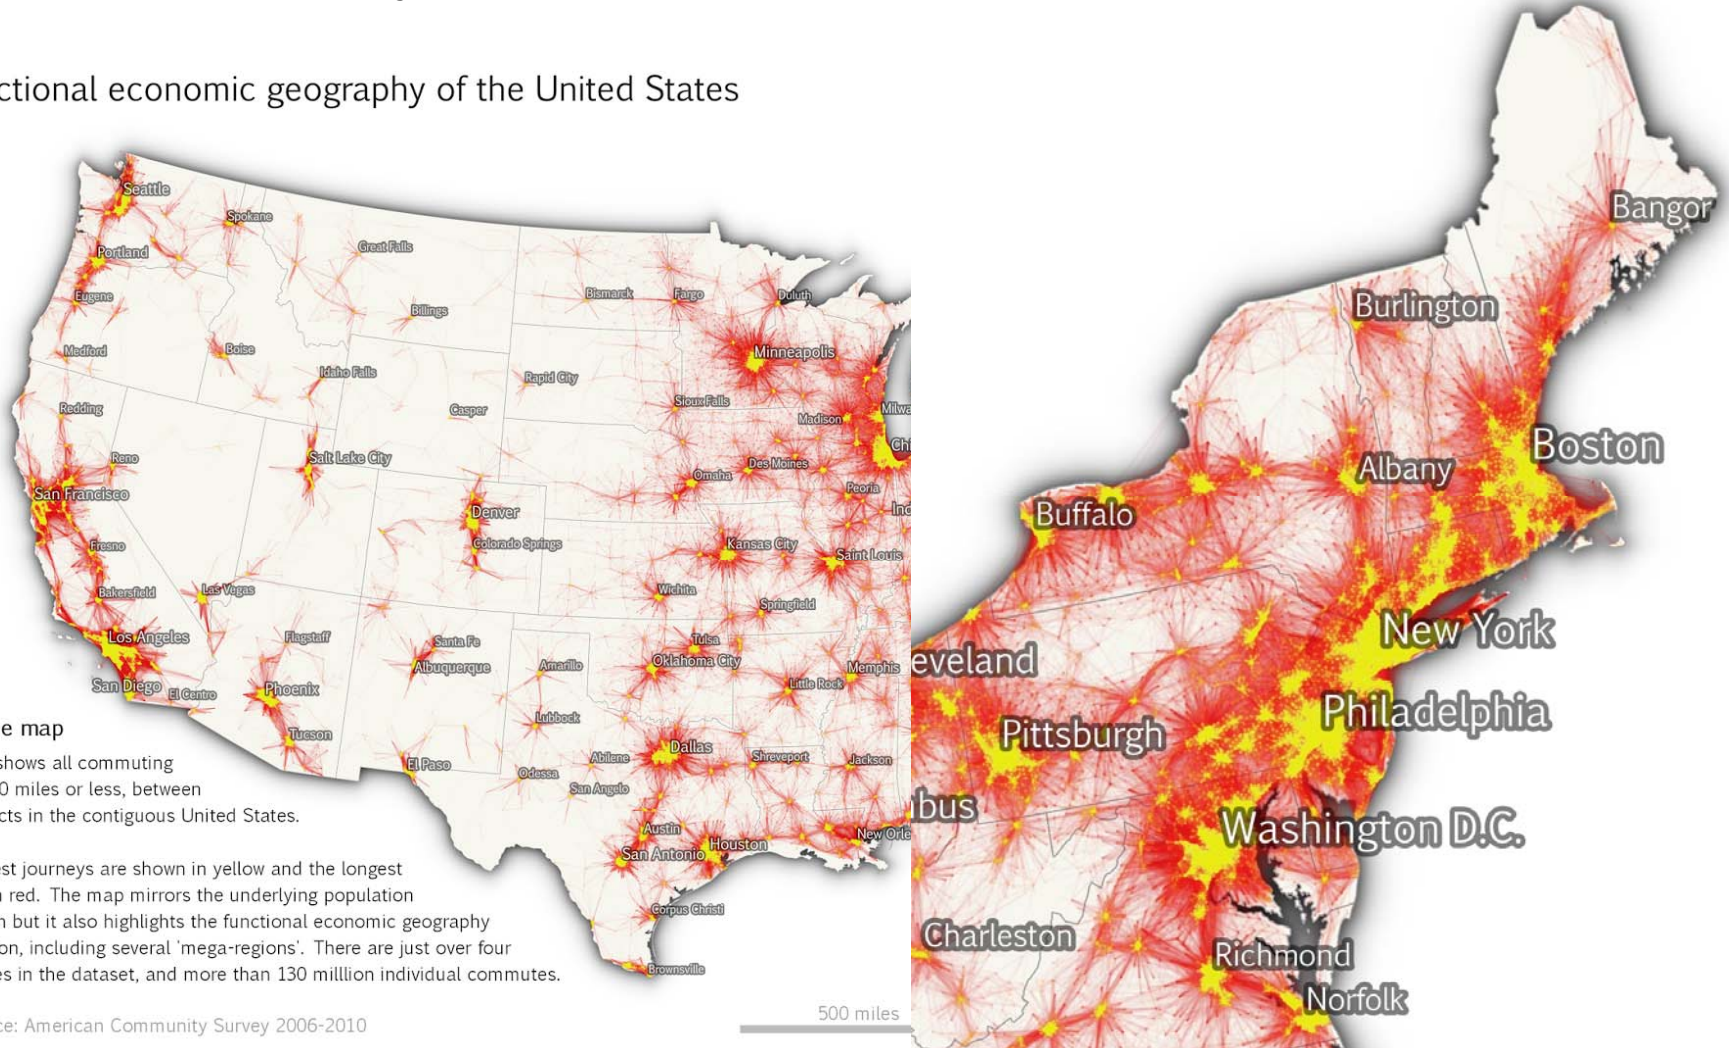 ctional economic geography of the United States
Seattle
Spokane
Portland
Great Falls
Eugene
Billings
Bismarck
Fargo
Duluth
Medford
Boise
Idaho Falls
Minneapolis
Rapid City
Redding
Casper
Sioux Falls
Madison
Milwa
Reno
Salt Lake City
Chi
San Francisco
Denver
Omaha
Des Moines
Peoria
Ind
Fresno
Colorado Springs
Kansas City
Saint Louis
Bakersfield
Las Vegas
Wichita
Springfield
Los Angeles
Flagstaff
Santa Fe
Tulsa
San Diego
El Centro
Phoenix
Albuquerque
Amarillo
Oklahoma City
Memphis
Little Rock
Tucson
Lubbock
Dallas
El Paso
Odessa
Abilene
Shreveport
Jackson
San Angelo
Austin
San Antonio
Houston
New Orle
Corpus Christi
Brownsville
e map
shows all commuting
0 miles or less, between
cts in the contiguous United States.
est journeys are shown in yellow and the longest
n red. The map mirrors the underlying population
n but it also highlights the functional economic geography
on, including several 'mega-regions'. There are just over four
es in the dataset, and more than 130 milllion individual commutes.
ce: American Community Survey 2006-2010
500 miles
Bangor
Burlington
Boston
Albany
Buffalo
New York
eveland
Philadelphia
Pittsburgh
bus
Washington D.C.
Charleston
Richmond
Norfolk